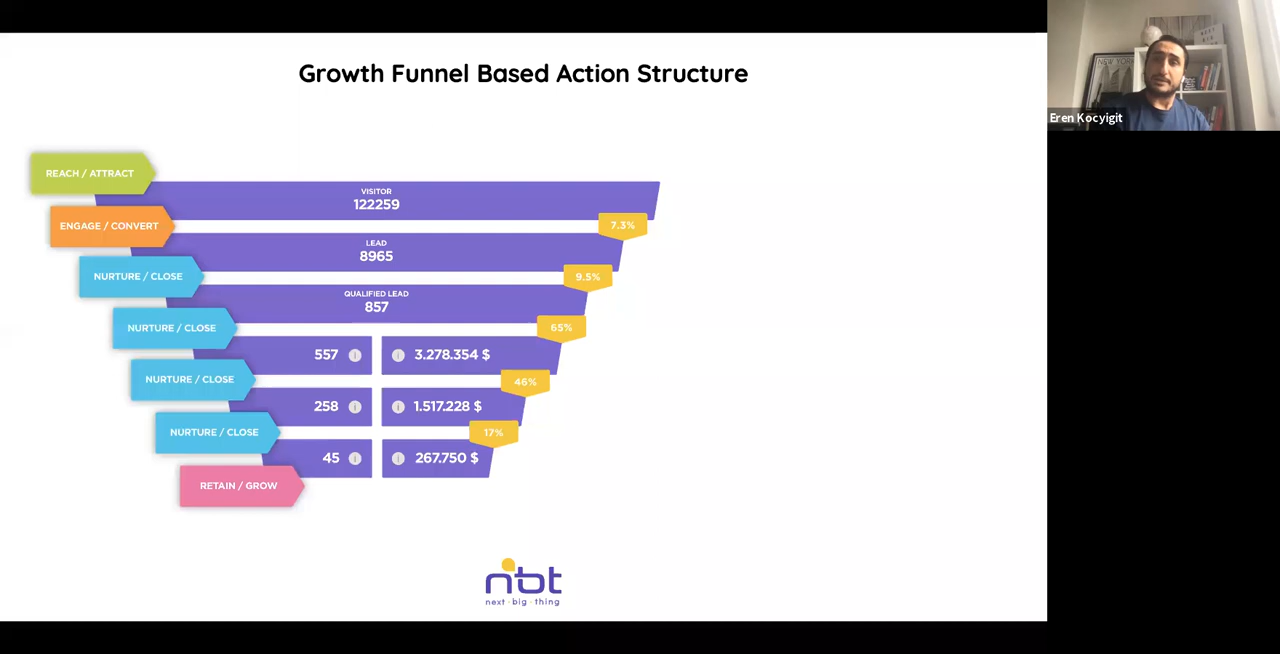 Growth Funnel Based Action Structure
Eren Kocyigit
NEW YORK
REACH / ATTRACT
VISITOR
122259
7.3%
ENGAGE / CONVERT
LEAD
8965
9.5%
NURTURE / CLOSE
QUALIFIED LEAD
857
65%
NURTURE / CLOSE
557 i i 3.278.354 $
46%
NURTURE / CLOSE
258 i i 1.517.228 $
17%
NURTURE / CLOSE
45 i i 267.750 $
RETAIN / GROW
nbt
next · big · thing